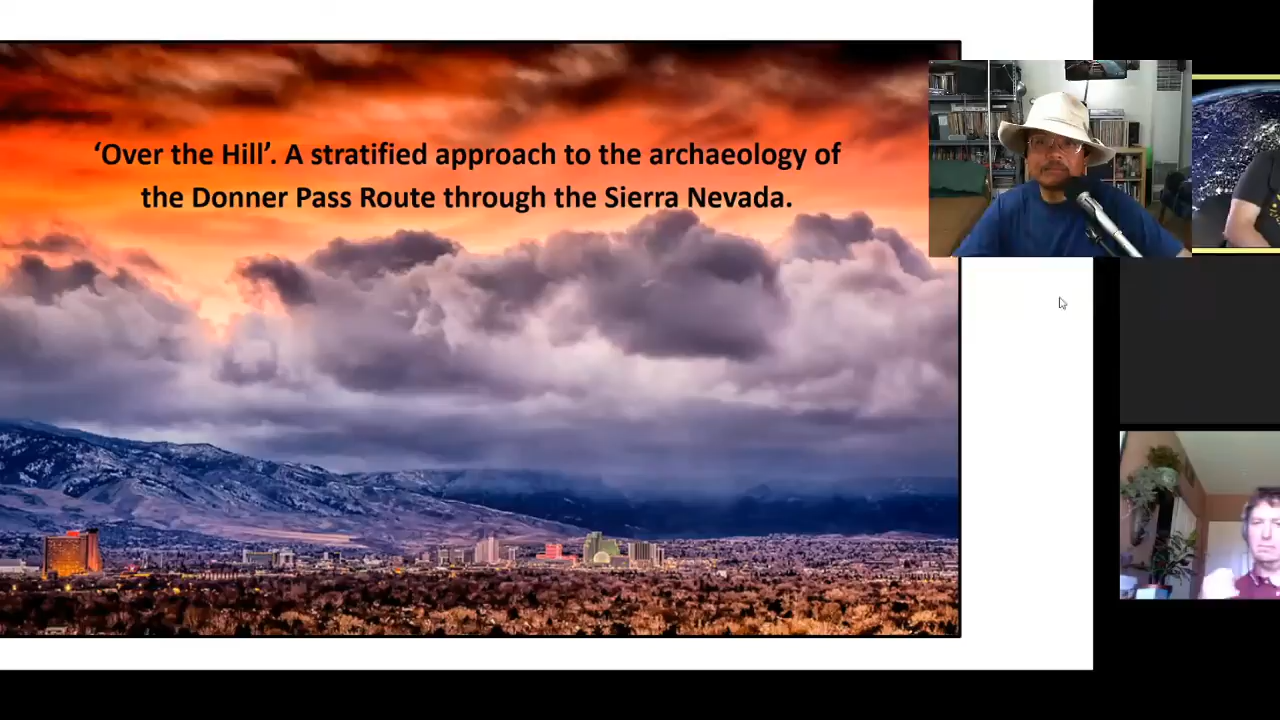 ‘Over the Hill’. A stratified approach to the archaeology of
the Donner Pass Route through the Sierra Nevada.